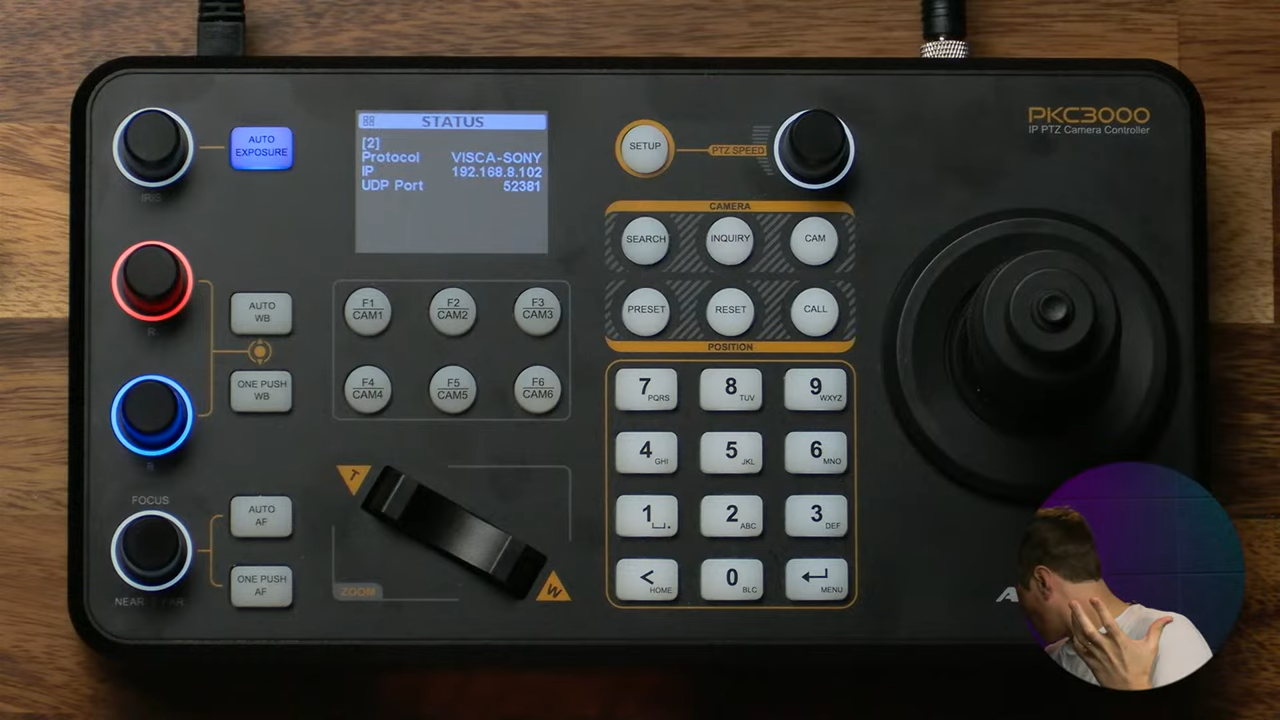 PKC3000
IP PTZ Camera Controller
IRIS
AUTO
EXPOSURE
STATUS
[2]
Protocol VISCA-SONY
IP 192.168.8.102
UDP Port 52381
SETUP
PTZ SPEED
CAMERA
SEARCH
INQUIRY
CAM
PRESET
RESET
CALL
POSITION
R
AUTO
WB
ONE PUSH
WB
B
F1
CAM1
F2
CAM2
F3
CAM3
F4
CAM4
F5
CAM5
F6
CAM6
7 PQRS
8 TUV
9 WXYZ
4 GHI
5 JKL
6 MNO
1
2 ABC
3 DEF
< HOME
0 BLC
MENU
FOCUS
NEAR / FAR
AUTO
AF
ONE PUSH
AF
T
W
ZOOM